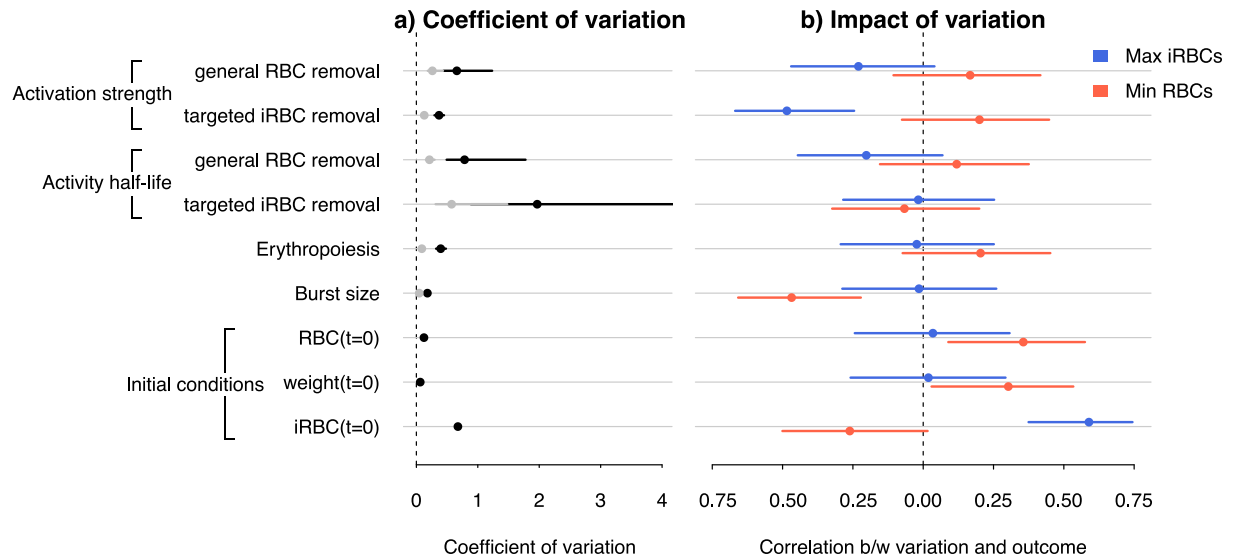 a) Coefficient of variation
b) Impact of variation
Max iRBCs
Min RBCs
Activation strength
general RBC removal
targeted iRBC removal
Activity half-life
general RBC removal
targeted iRBC removal
Erythropoiesis
Burst size
Initial conditions
RBC(t=0)
weight(t=0)
iRBC(t=0)
0 1 2 3 4
0.75 0.50 0.25 0.00 0.25 0.50 0.75
Coefficient of variation
Correlation b/w variation and outcome